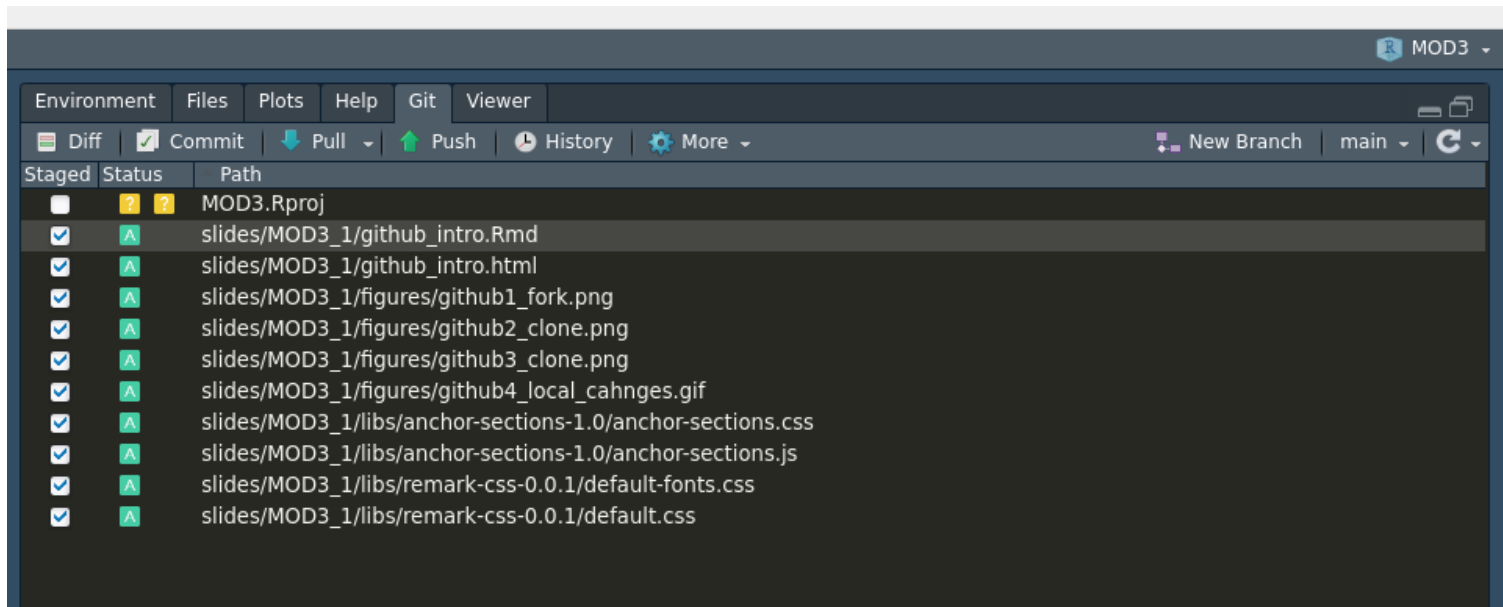 MOD3
Environment Files Plots Help Git Viewer
Diff Commit Pull Push History More New Branch main
Staged Status Path
? ? MOD3.Rproj
A slides/MOD3_1/github_intro.Rmd
A slides/MOD3_1/github_intro.html
A slides/MOD3_1/figures/github1_fork.png
A slides/MOD3_1/figures/github2_clone.png
A slides/MOD3_1/figures/github3_clone.png
A slides/MOD3_1/figures/github4_local_cahnges.gif
A slides/MOD3_1/libs/anchor-sections-1.0/anchor-sections.css
A slides/MOD3_1/libs/anchor-sections-1.0/anchor-sections.js
A slides/MOD3_1/libs/remark-css-0.0.1/default-fonts.css
A slides/MOD3_1/libs/remark-css-0.0.1/default.css